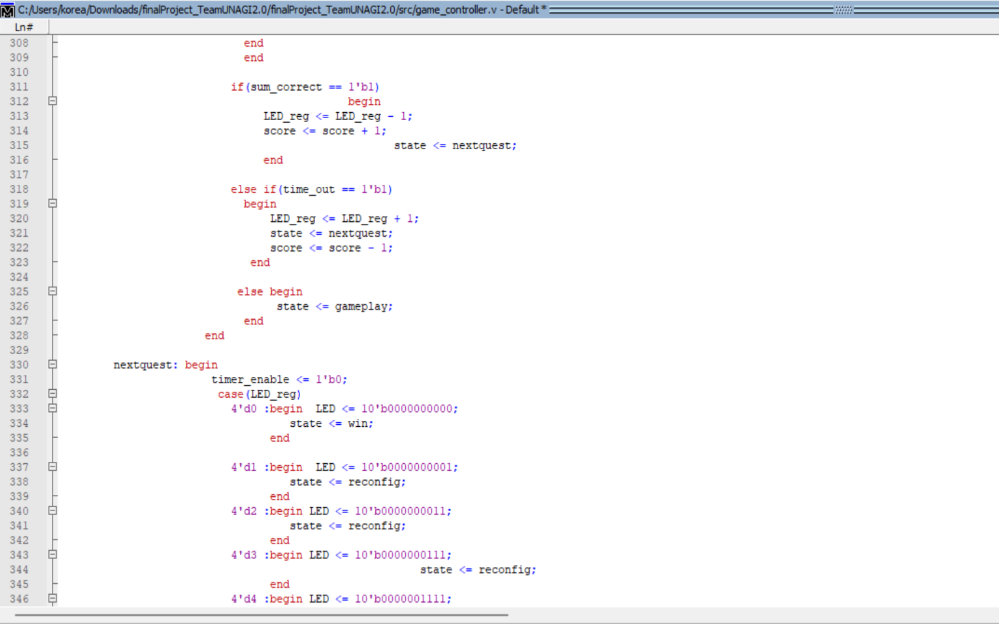 C:/Users/korea/Downloads/finalProject_TeamUNAGI2.0/finalProject_TeamUNAGI2.0/src/game_controller.v - Default *
Ln#
308 end
309 end
310
311 if(sum_correct == 1'b1)
312 begin
313 LED_reg <= LED_reg - 1;
314 score <= score + 1;
315 state <= nextquest;
316 end
317
318 else if(time_out == 1'b1)
319 begin
320 LED_reg <= LED_reg + 1;
321 state <= nextquest;
322 score <= score - 1;
323 end
324
325 else begin
326 state <= gameplay;
327 end
328 end
329
330 nextquest: begin
331 timer_enable <= 1'b0;
332 case(LED_reg)
333 4'd0 :begin  LED <= 10'b0000000000;
334 state <= win;
335 end
336
337 4'd1 :begin  LED <= 10'b0000000001;
338 state <= reconfig;
339 end
340 4'd2 :begin LED <= 10'b0000000011;
341 state <= reconfig;
342 end
343 4'd3 :begin LED <= 10'b0000000111;
344 state <= reconfig;
345 end
346 4'd4 :begin LED <= 10'b0000001111;